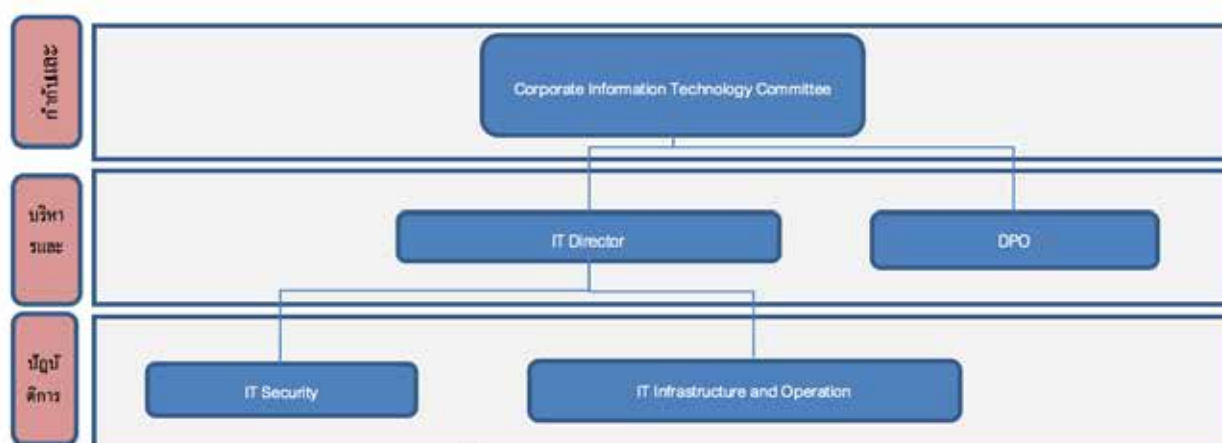 กำกับและ
Corporate Information Technology Committee
บริหา
รและ
IT Director
DPO
ปฏิบั
ติการ
IT Security
IT Infrastructure and Operation